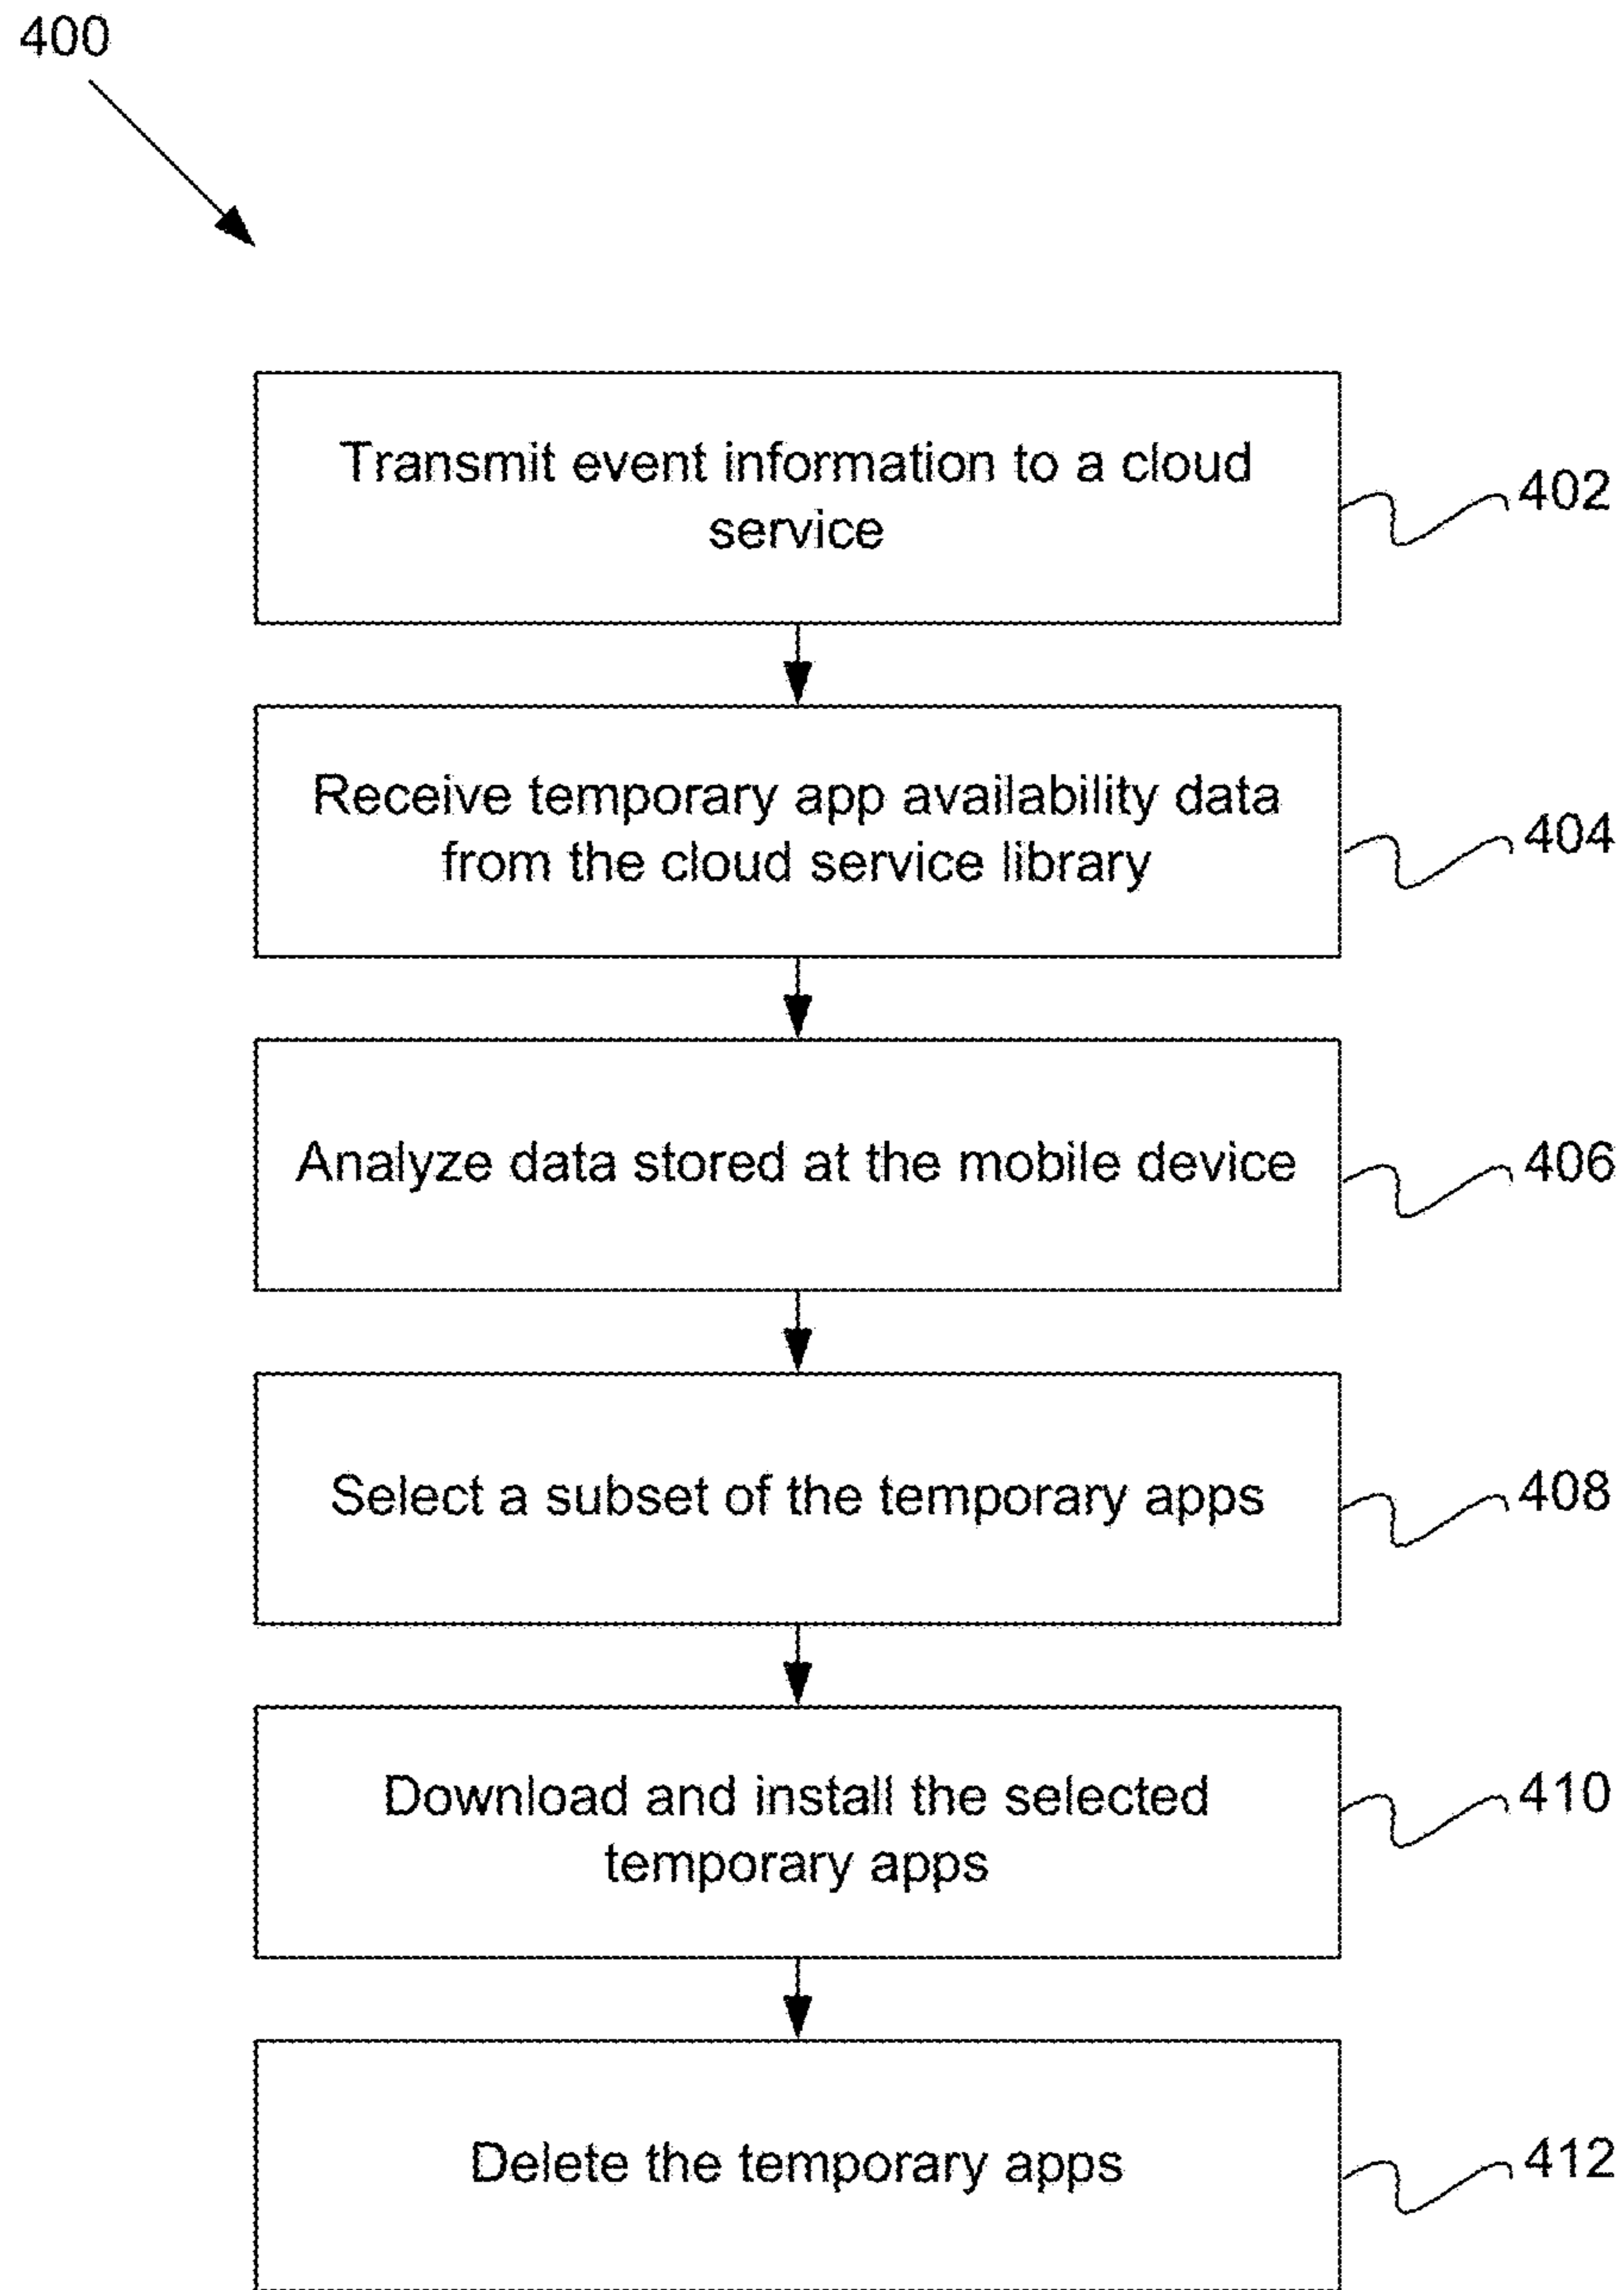 400
Transmit event information to a cloud
service
402
Receive temporary app availability data
from the cloud service library
404
Analyze data stored at the mobile device
406
Select a subset of the temporary apps
408
Download and install the selected
temporary apps
410
Delete the temporary apps
412